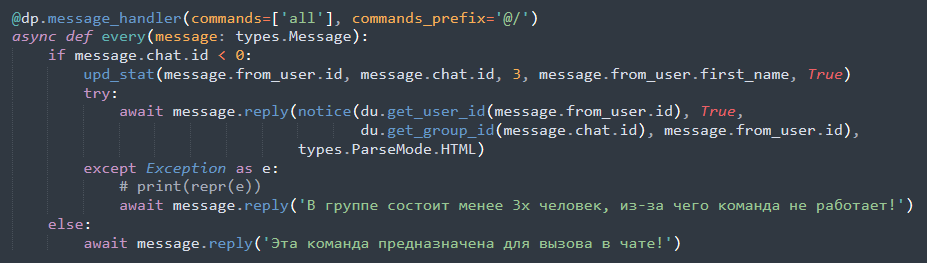 @dp.message_handler(commands=['all'], commands_prefix='@/')
async def every(message: types.Message):
    if message.chat.id < 0:
        upd_stat(message.from_user.id, message.chat.id, 3, message.from_user.first_name, True)
        try:
            await message.reply(notice(du.get_user_id(message.from_user.id), True,
                                       du.get_group_id(message.chat.id), message.from_user.id),
                                types.ParseMode.HTML)
        except Exception as e:
            # print(repr(e))
            await message.reply('В группе состоит менее 3х человек, из-за чего команда не работает!')
    else:
        await message.reply('Эта команда предназначена для вызова в чате!')